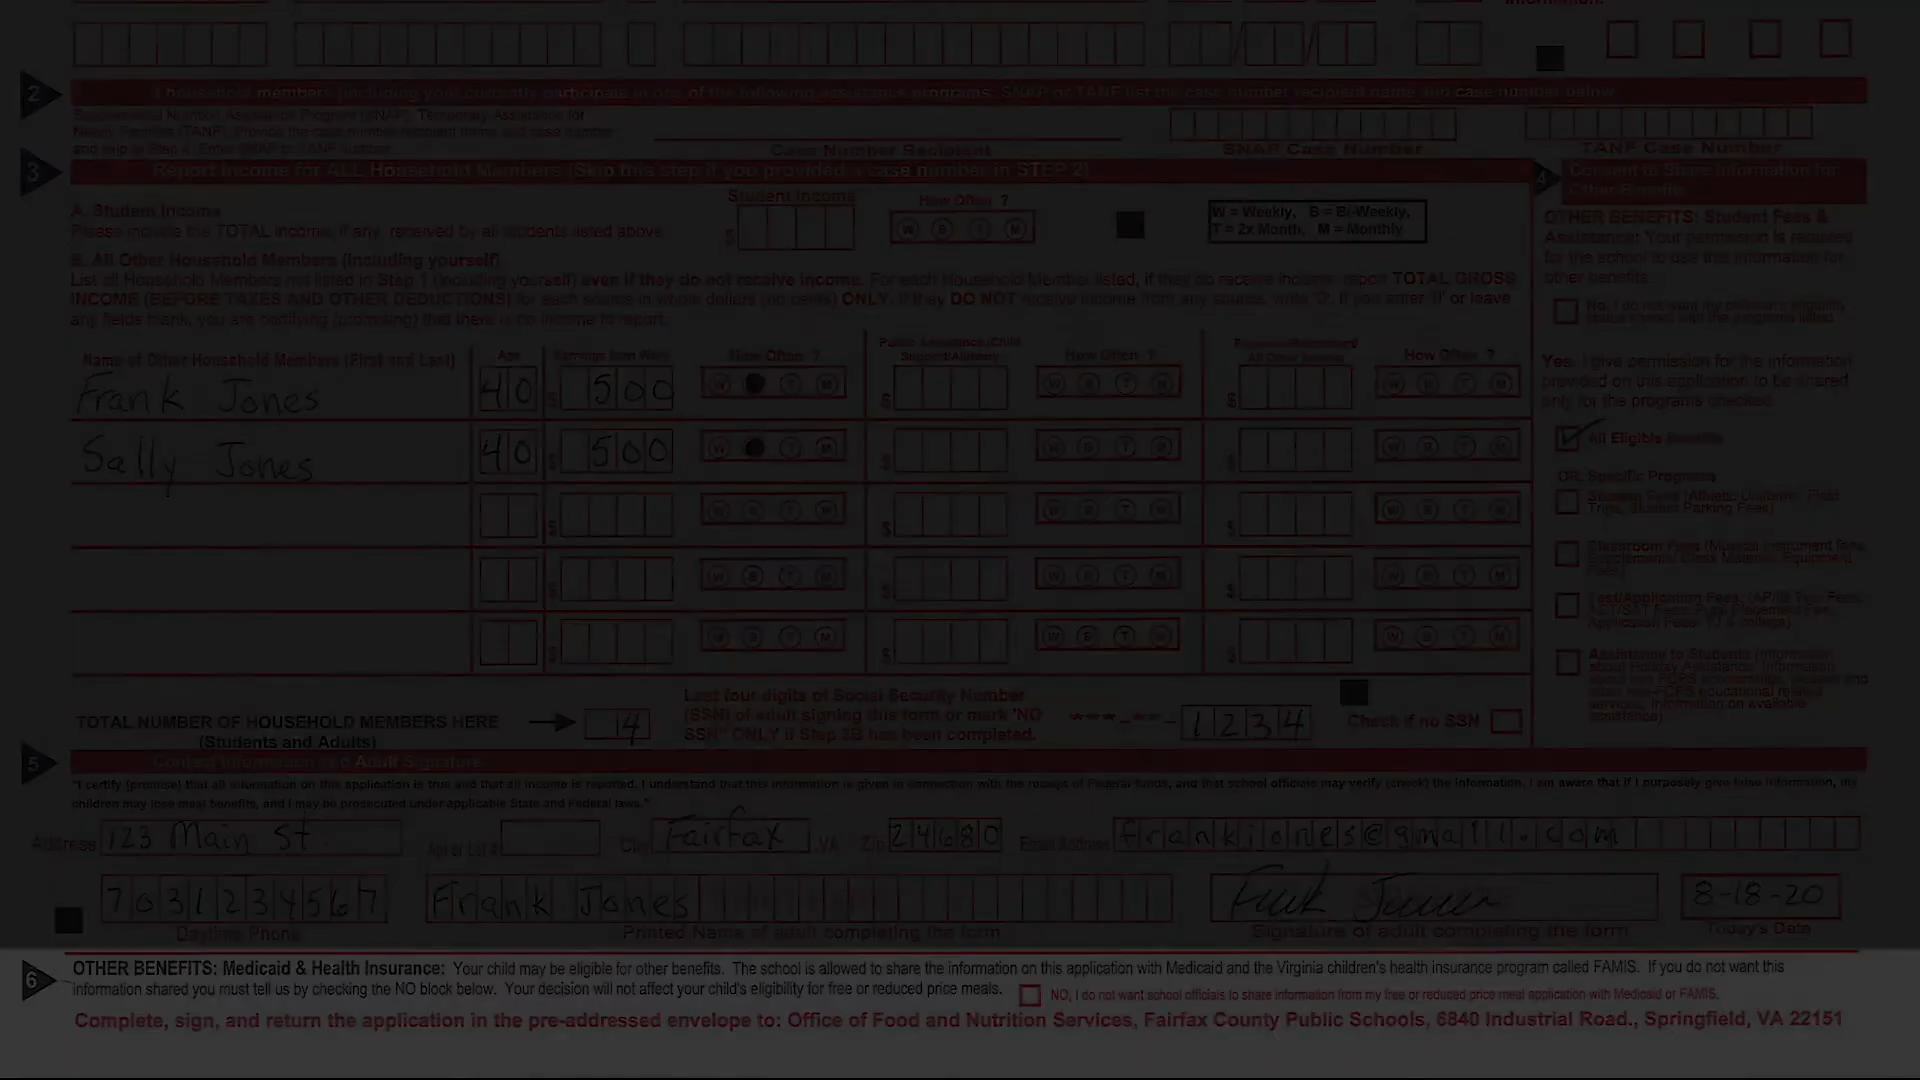 information.
2 household members (including you) currently participate in one of the following assistance programs: SNAP or TANF list the case number recipient name and case number below
Supplemental Nutrition Assistance Program (SNAP), Temporary Assistance for
Needy Families (TANF). Provide the case number recipient name and case number
and skip to Step 4. Enter SNAP or TANF number.
Case Number Recipient SNAP Case Number TANF Case Number
3 Report Income for ALL Household Members (Skip this step if you provided a case number in STEP 2)
4 Consent to Share Information for
Other Benefits
Student Income How Often ?
A. Student Income
Please include the TOTAL income, if any, received by all students listed above.
$ W B T M
W = Weekly, B = Bi-Weekly,
T = 2x Month, M = Monthly
B. All Other Household Members (Including yourself)
List all Household Members not listed in Step 1 (including yourself) even if they do not receive income. For each Household Member listed, if they do receive income, report TOTAL GROSS
INCOME (BEFORE TAXES AND OTHER DEDUCTIONS) for each source in whole dollars (no cents) ONLY. If they DO NOT receive income from any source, write '0'. If you enter '0' or leave
any fields blank, you are certifying (promising) that there is no income to report.
OTHER BENEFITS: Student Fees &
Assistance: Your permission is required
for the school to use this information for
other benefits.
Yes, I give permission for the information
provided on this application to be shared
only for the programs checked.
All Eligible Benefits
OR, Specific Programs
Student Fees (Athletic, Uniform, Field
Trips, Student Parking Fees)
Name of Other Household Members (First and Last) Age Earnings from Work How Often ? Public Assistance/Child
Support/Alimony How Often ? How Often ?
Frank Jones 40 $ 500 W T M $ W B T M $ W B T M
Sally Jones 40 $ 500 W T M $ W B T M $ W B T M
$ W B T M $ W B T M $ W B T M
$ W B T M $ W B T M $ W B T M
$ W B T M $ W B T M $ W B T M
TOTAL NUMBER OF HOUSEHOLD MEMBERS HERE
(Students and Adults)
4
Last four digits of Social Security Number
(SSN) of adult signing this form or mark 'NO
SSN" ONLY if Step 3B has been completed.
***-**- 1234 Check if no SSN
5 Contact Information and Adult Signature
"I certify (promise) that all information on this application is true and that all income is reported. I understand that this information is given in connection with the receipt of Federal funds, and that school officials may verify (check) the information. I am aware that if I purposely give false information, my
children may lose meal benefits, and I may be prosecuted under applicable State and Federal laws."
Address 123 Main St Apt or Lot # City Fairfax , VA Zip 24680 Email Address frankjones@gmail.com
7031234567 Frank Jones Frank Jones 8-18-20
Daytime Phone Printed Name of adult completing the form Signature of adult completing the form Today's Date
6 OTHER BENEFITS: Medicaid & Health Insurance: Your child may be eligible for other benefits. The school is allowed to share the information on this application with Medicaid and the Virginia children's health insurance program called FAMIS. If you do not want this
information shared you must tell us by checking the NO block below. Your decision will not affect your child's eligibility for free or reduced price meals. NO, I do not want school officials to share information from my free or reduced price meal application with Medicaid or FAMIS.
Complete, sign, and return the application in the pre-addressed envelope to: Office of Food and Nutrition Services, Fairfax County Public Schools, 6840 Industrial Road., Springfield, VA 22151